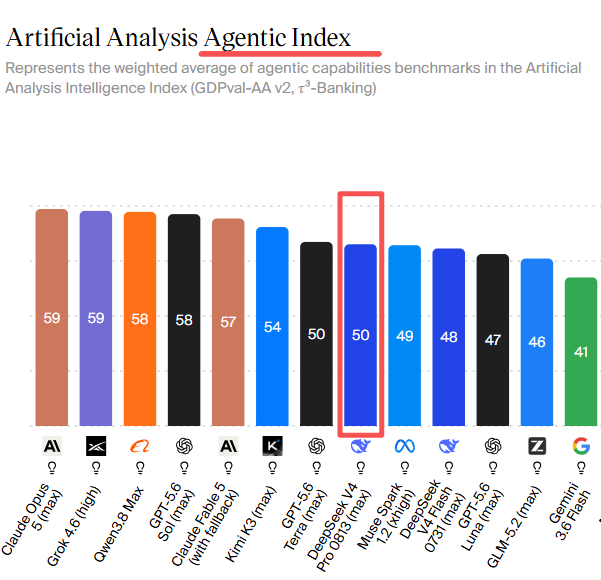 Artificial Analysis Agentic Index
Represents the weighted average of agentic capabilities benchmarks in the Artificial
Analysis Intelligence Index (GDPval-AA v2, 𝜏³-Banking)
59
59
58
58
57
54
50
50
49
48
47
46
41
Claude Opus
5 (max)
Grok 4.6 (high)
Qwen3.8 Max
GPT-5.6
Sol (max)
Claude Fable 5
(with fallback)
Kimi K3 (max)
GPT-5.6
Terra (max)
DeepSeek V4
Pro 0813 (max)
Muse Spark
1.2 (xhigh)
DeepSeek
V4 Flash
0731 (max)
GPT-5.6
Luna (max)
GLM-5.2 (max)
Gemini
3.6 Flash